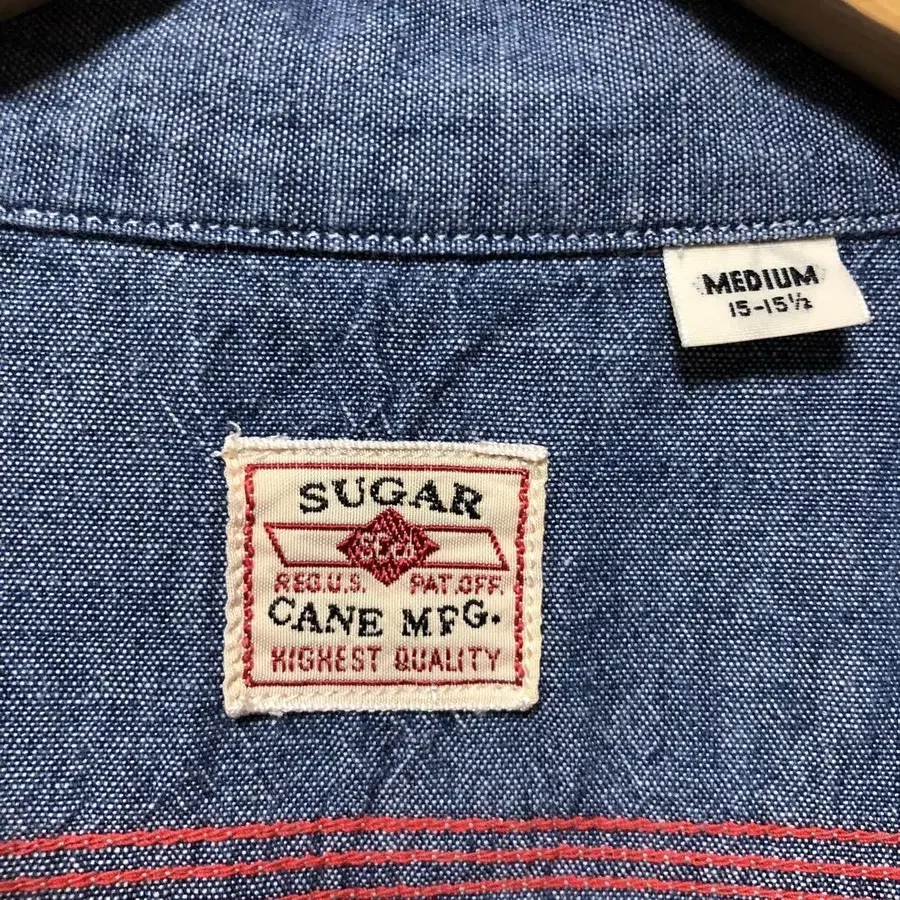 MEDIUM
15-15½
SUGAR
REG.U.S. PAT.OFF.
CANE MFG.
HIGHEST QUALITY